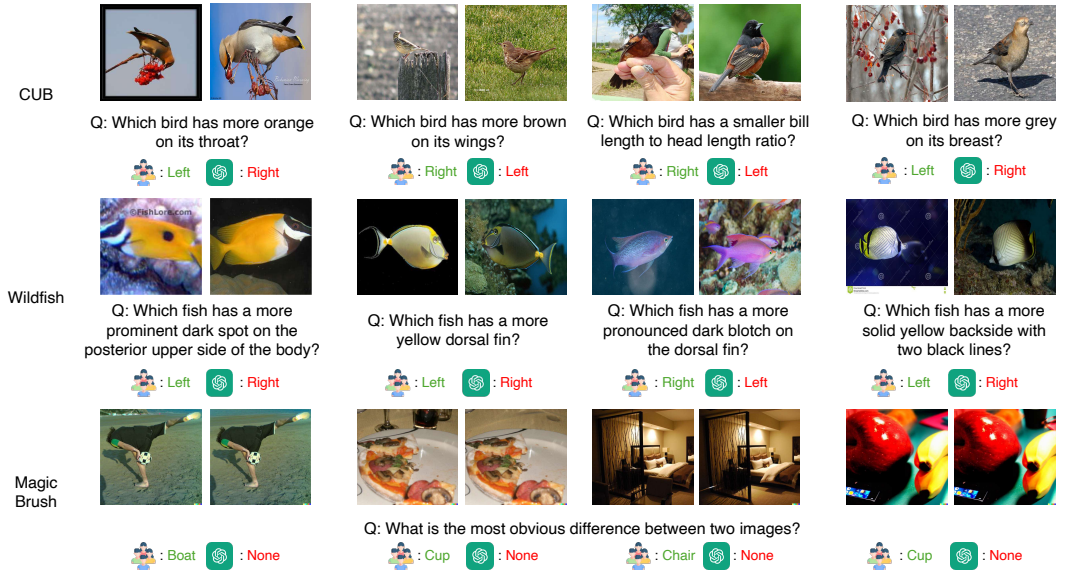 CUB
Q: Which bird has more orange
on its throat?
: Left : Right
Q: Which bird has more brown
on its wings?
: Right : Left
Q: Which bird has a smaller bill
length to head length ratio?
: Right : Left
Q: Which bird has more grey
on its breast?
: Left : Right
Wildfish
©FishLore.com
Q: Which fish has a more
prominent dark spot on the
posterior upper side of the body?
: Left : Right
Q: Which fish has a more
yellow dorsal fin?
: Left : Right
Q: Which fish has a more
pronounced dark blotch on
the dorsal fin?
: Right : Left
Q: Which fish has a more
solid yellow backside with
two black lines?
: Left : Right
Magic
Brush
Q: What is the most obvious difference between two images?
: Boat : None
: Cup : None
: Chair : None
: Cup : None